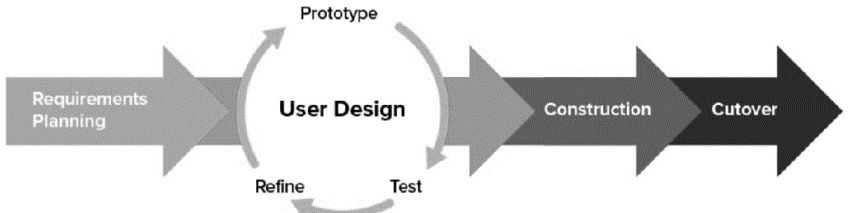 Prototype
Requirements
Planning
User Design
Construction
Cutover
Refine
Test